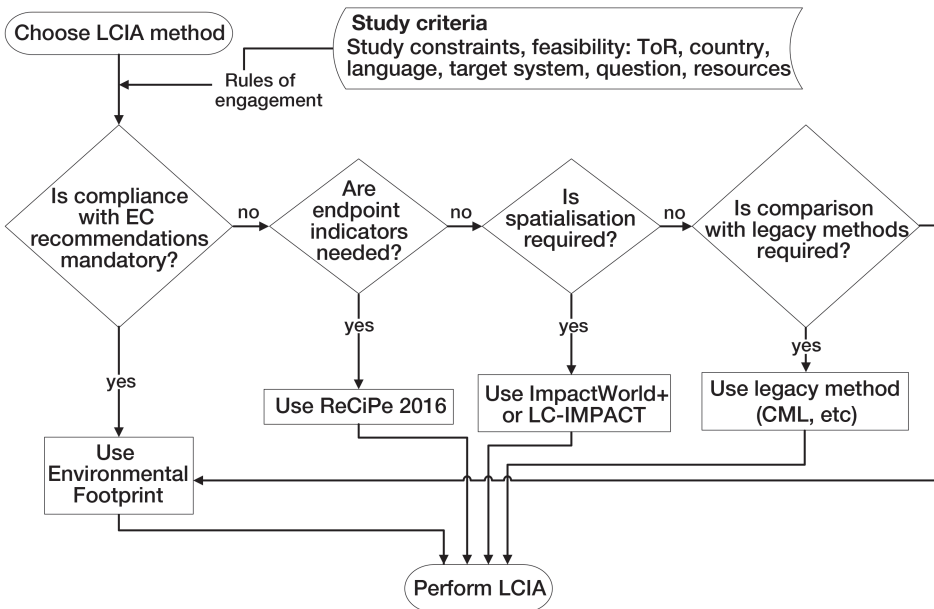 Choose LCIA method
Study criteria
Study constraints, feasibility: ToR, country,
language, target system, question, resources
Rules of
engagement
Is compliance
with EC
recommendations
mandatory?
no
Are
endpoint
indicators
needed?
no
Is
spatialisation
required?
no
Is comparison
with legacy methods
required?
yes
yes
yes
yes
Use ReCiPe 2016
Use ImpactWorld+
or LC-IMPACT
Use legacy method
(CML, etc)
Use
Environmental
Footprint
Perform LCIA